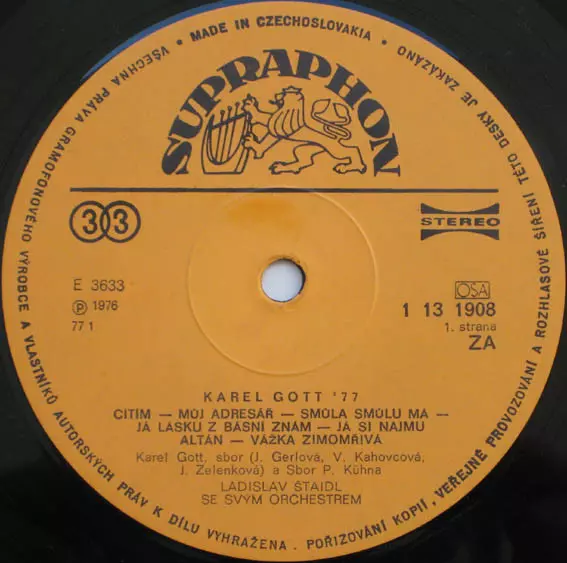 VŠECHNA PRÁVA GRAMOFONOVÉHO VÝROBCE A VLASTNÍKŮ AUTORSKÝCH PRÁV K DÍLU VYHRAŽENA. POŘIZOVÁNÍ KOPIÍ, VEŘEJNÉ PROVOZOVÁNÍ A ROZHLASOVÉ ŠÍŘENÍ TÉTO DESKY JE ZAKÁZÁNO
• MADE IN CZECHOSLOVAKIA •
SUPRAPHON
33
STEREO
E 3633
OSA
℗ 1976
1 13 1908
77 1
1. strana
ZA
KAREL GOTT '77
CÍTÍM — MŮJ ADRESÁŘ — SMŮLA SMŮLU MÁ —
JÁ LÁSKU Z BÁSNÍ ZNÁM — JÁ SI NAJMU
ALTÁN — VÁŽKA ZIMOMŘIVÁ
Karel Gott, sbor (J. Gerlová, V. Kahovcová,
J. Zelenková) a Sbor P. Kühna
LADISLAV ŠTAIDL
SE SVÝM ORCHESTREM